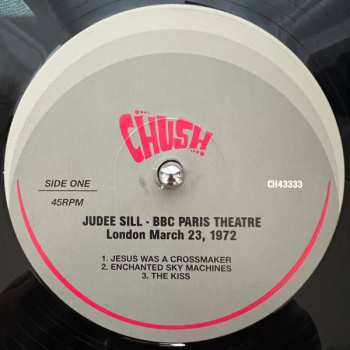 CHUSH
SIDE ONE
CH43333
45RPM
JUDEE SILL - BBC PARIS THEATRE
London March 23, 1972
1. JESUS WAS A CROSSMAKER
2. ENCHANTED SKY MACHINES
3. THE KISS